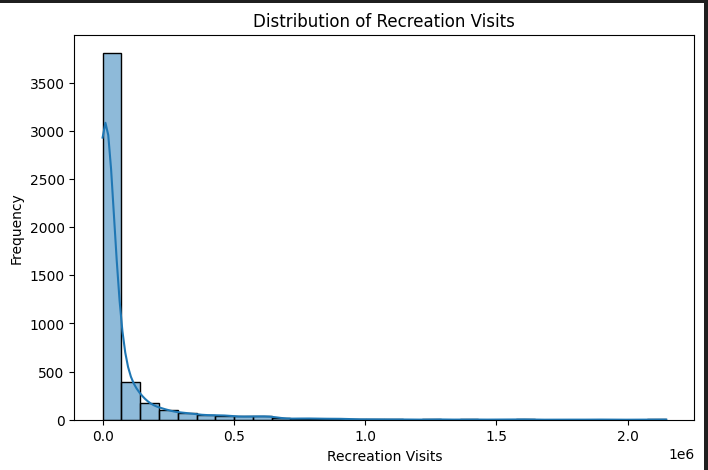 Distribution of Recreation Visits
3500
3000
2500
2000
1500
1000
500
0
Frequency
0.0 0.5 1.0 1.5 2.0
1e6
Recreation Visits